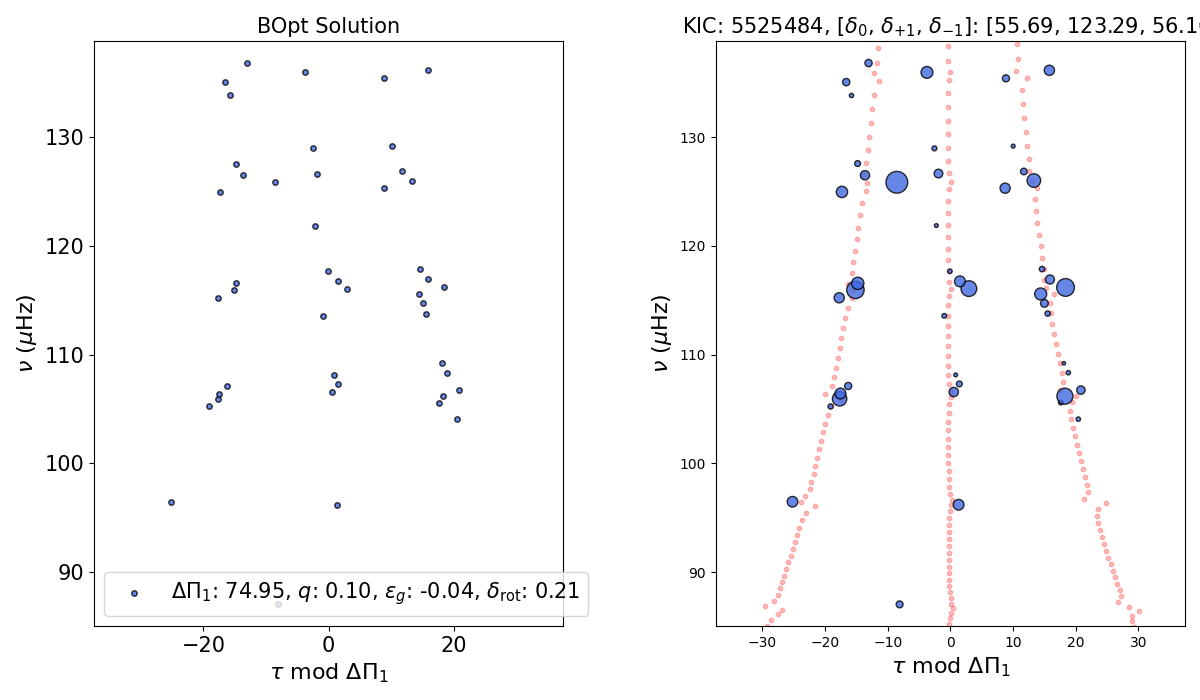 BOpt Solution
KIC: 5525484, [δ₀, δ₊₁, δ₋₁]: [55.69, 123.29, 56.1
130
120
110
100
90
ν (μHz)
ΔΠ₁: 74.95, q: 0.10, ε_g: -0.04, δ_rot: 0.21
−20
0
20
τ mod ΔΠ₁
130
120
110
100
90
ν (μHz)
−30
−20
−10
0
10
20
30
τ mod ΔΠ₁